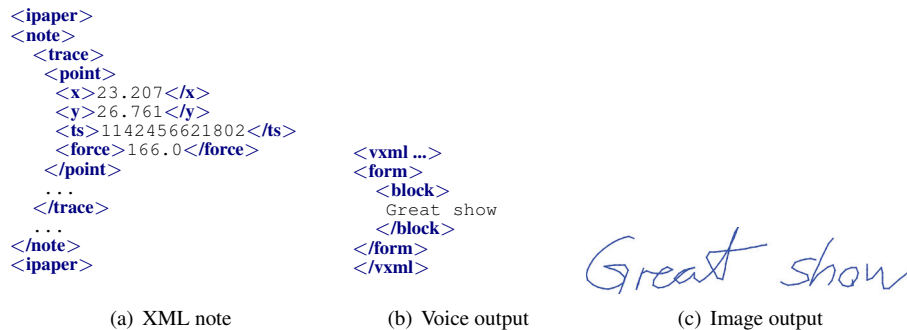 <ipaper>
<note>
<trace>
<point>
<x>23.207</x>
<y>26.761</y>
<ts>1142456621802</ts>
<force>166.0</force>
</point>
...
</trace>
...
</note>
<ipaper>
(a) XML note
<vxml ...>
<form>
<block>
Great show
</block>
</form>
</vxml>
(b) Voice output
Great show
(c) Image output